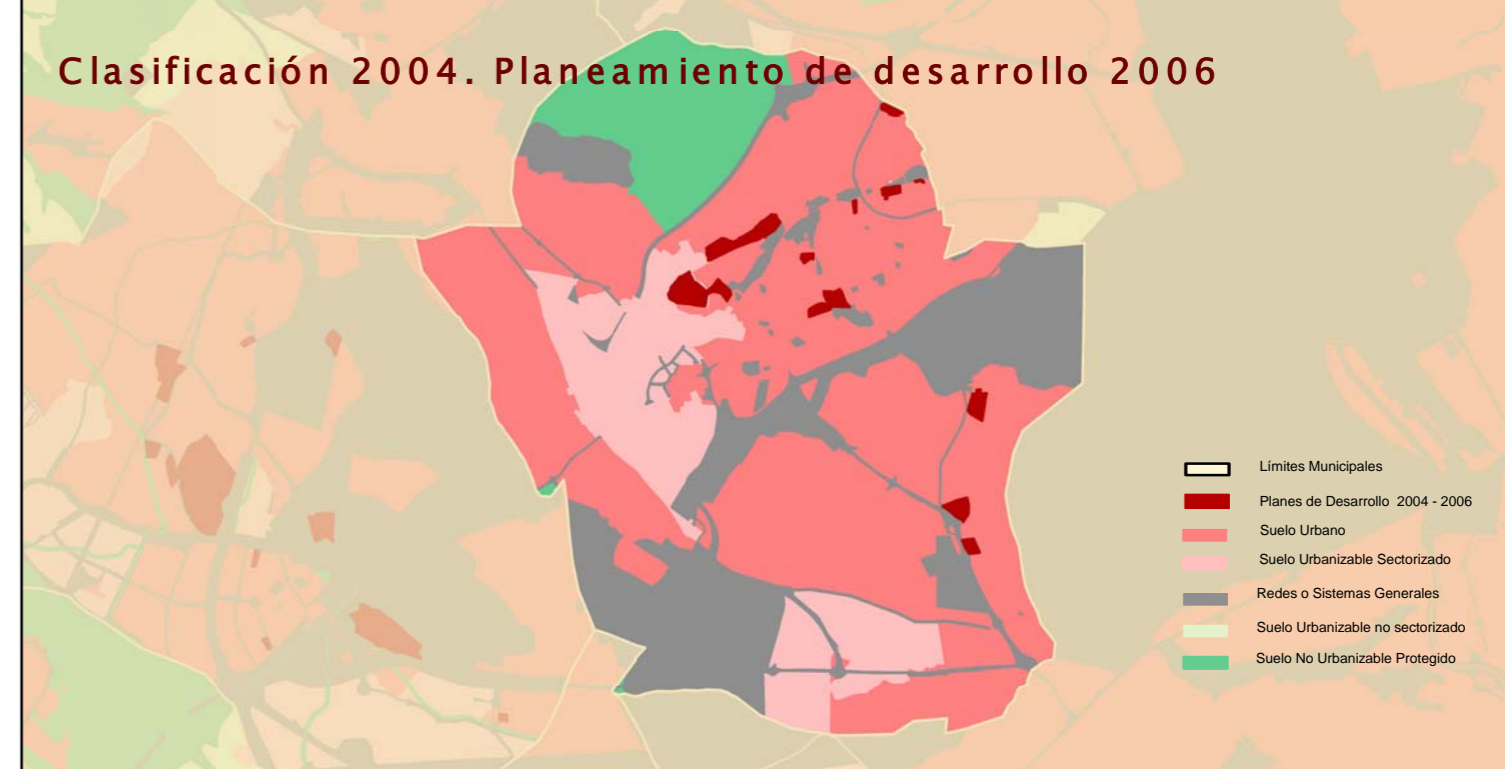 Clasificación 2004. Planeamiento de desarrollo 2006
Límites Municipales
Planes de Desarrollo 2004 - 2006
Suelo Urbano
Suelo Urbanizable Sectorizado
Redes o Sistemas Generales
Suelo Urbanizable no sectorizado
Suelo No Urbanizable Protegido